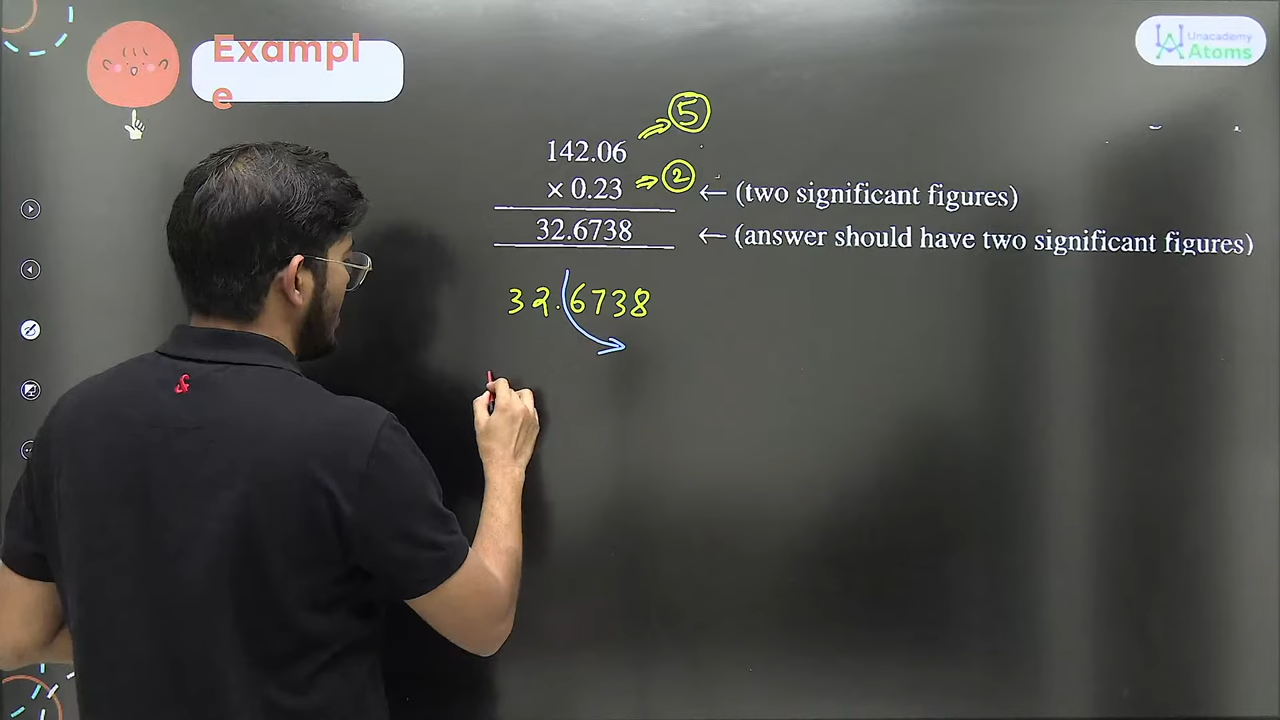 Exampl
e
Unacademy
Atoms
5
142.06
× 0.23 ⇒ 2 ← (two significant figures)
32.6738 ← (answer should have two significant figures)
32.6738